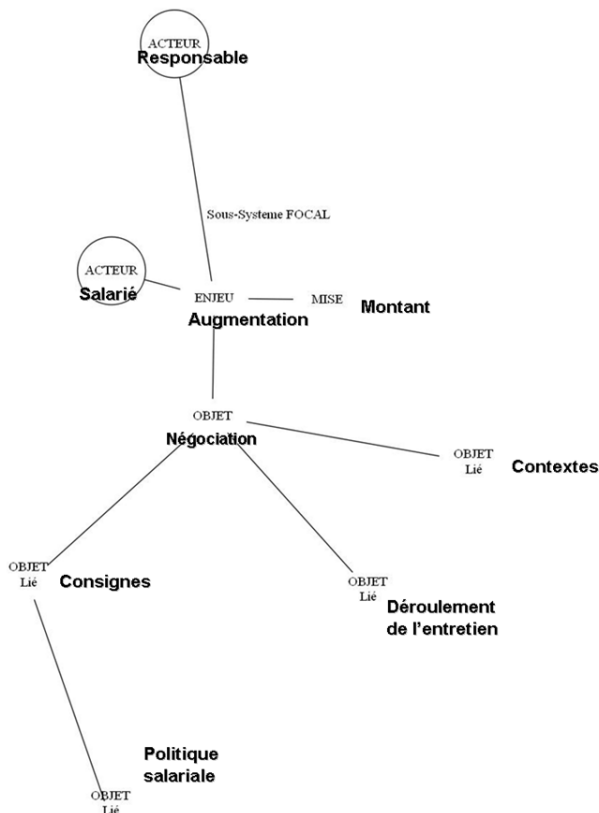 ACTEUR
Responsable
Sous-Systeme FOCAL
ACTEUR
Salarié
ENJEU
Augmentation
MISE
Montant
OBJET
Négociation
OBJET
Lié
Contextes
OBJET
Lié
Consignes
OBJET
Lié
Déroulement
de l'entretien
Politique
salariale
OBJET
Lié